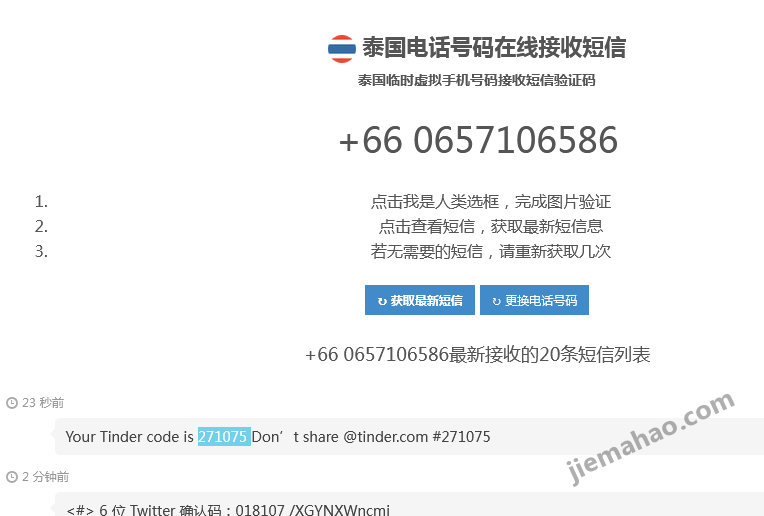 泰国电话号码在线接收短信
泰国临时虚拟手机号码接收短信验证码
+66 0657106586
1. 点击我是人类选框，完成图片验证
2. 点击查看短信，获取最新短信息
3. 若无需要的短信，请重新获取几次
↻ 获取最新短信 ↻ 更换电话号码
+66 0657106586最新接收的20条短信列表
23 秒前
Your Tinder code is 271075 Don’t share @tinder.com #271075
jiemahao.com
2 分钟前
<#> 6 位 Twitter 确认码：018107 /XGYNXWncmi